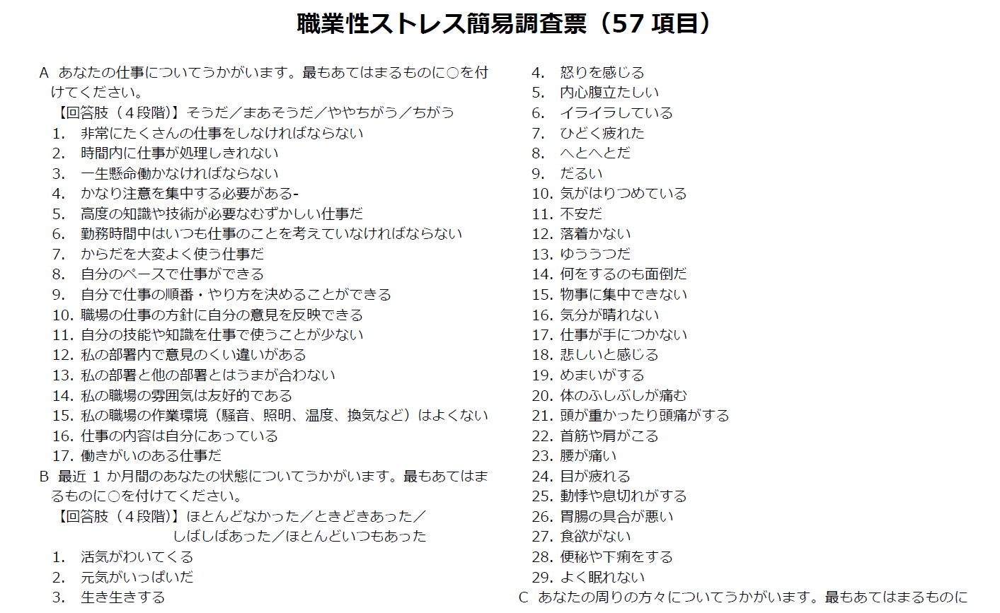 職業性ストレス簡易調査票（57 項目）
A あなたの仕事についてうかがいます。最もあてはまるものに○を付
けてください。
【回答肢（４段階）】そうだ／まあそうだ／ややちがう／ちがう
1. 非常にたくさんの仕事をしなければならない
2. 時間内に仕事が処理しきれない
3. 一生懸命働かなければならない
4. かなり注意を集中する必要がある-
5. 高度の知識や技術が必要なむずかしい仕事だ
6. 勤務時間中はいつも仕事のことを考えていなければならない
7. からだを大変よく使う仕事だ
8. 自分のペースで仕事ができる
9. 自分で仕事の順番・やり方を決めることができる
10. 職場の仕事の方針に自分の意見を反映できる
11. 自分の技能や知識を仕事で使うことが少ない
12. 私の部署内で意見のくい違いがある
13. 私の部署と他の部署とはうまが合わない
14. 私の職場の雰囲気は友好的である
15. 私の職場の作業環境（騒音、照明、温度、換気など）はよくない
16. 仕事の内容は自分にあっている
17. 働きがいのある仕事だ
B 最近 1 か月間のあなたの状態についてうかがいます。最もあてはま
るものに○を付けてください。
【回答肢（４段階）】ほとんどなかった／ときどきあった／
しばしばあった／ほとんどいつもあった
1. 活気がわいてくる
2. 元気がいっぱいだ
3. 生き生きする
4. 怒りを感じる
5. 内心腹立たしい
6. イライラしている
7. ひどく疲れた
8. へとへとだ
9. だるい
10. 気がはりつめている
11. 不安だ
12. 落着かない
13. ゆううつだ
14. 何をするのも面倒だ
15. 物事に集中できない
16. 気分が晴れない
17. 仕事が手につかない
18. 悲しいと感じる
19. めまいがする
20. 体のふしぶしが痛む
21. 頭が重かったり頭痛がする
22. 首筋や肩がこる
23. 腰が痛い
24. 目が疲れる
25. 動悸や息切れがする
26. 胃腸の具合が悪い
27. 食欲がない
28. 便秘や下痢をする
29. よく眠れない
C あなたの周りの方々についてうかがいます。最もあてはまるものに